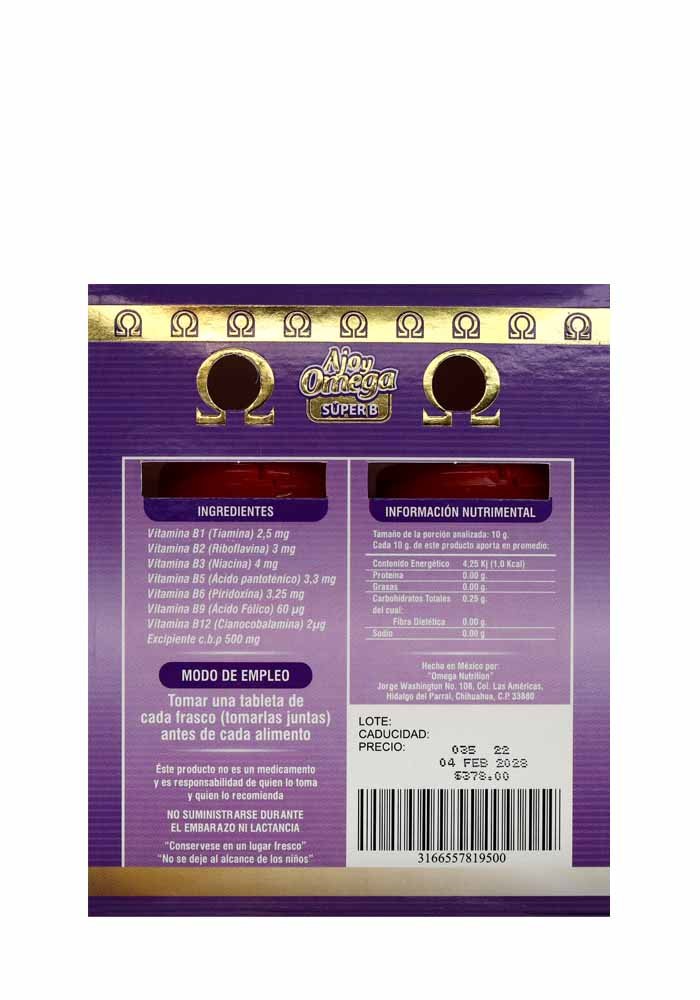 Ajo y
Omega
SÚPER B
INGREDIENTES
Vitamina B1 (Tiamina) 2,5 mg
Vitamina B2 (Riboflavina) 3 mg
Vitamina B3 (Niacina) 4 mg
Vitamina B5 (Ácido pantoténico) 3,3 mg
Vitamina B6 (Piridoxina) 3,25 mg
Vitamina B9 (Ácido Fólico) 60 µg
Vitamina B12 (Cianocobalamina) 2µg
Excipiente c.b.p 500 mg
MODO DE EMPLEO
Tomar una tableta de
cada frasco (tomarlas juntas)
antes de cada alimento
Éste producto no es un medicamento
y es responsabilidad de quien lo toma
y quien lo recomienda
NO SUMINISTRARSE DURANTE
EL EMBARAZO NI LACTANCIA
"Conservese en un lugar fresco"
"No se deje al alcance de los niños"
INFORMACIÓN NUTRIMENTAL
Tamaño de la porción analizada: 10 g.
Cada 10 g. de este producto aporta en promedio:
Contenido Energético 4,25 Kj (1,0 Kcal)
Proteína 0.00 g.
Grasas 0.00 g.
Carbohidratos Totales 0.25 g.
del cual:
Fibra Dietética 0.00 g.
Sodio 0.00 g
Hecho en México por:
"Omega Nutrition"
Jorge Washington No. 108, Col. Las Américas,
Hidalgo del Parral, Chihuahua, C.P. 33880
LOTE:
CADUCIDAD:
PRECIO:
035 22
04 FEB 2028
$378.00
3166557819500